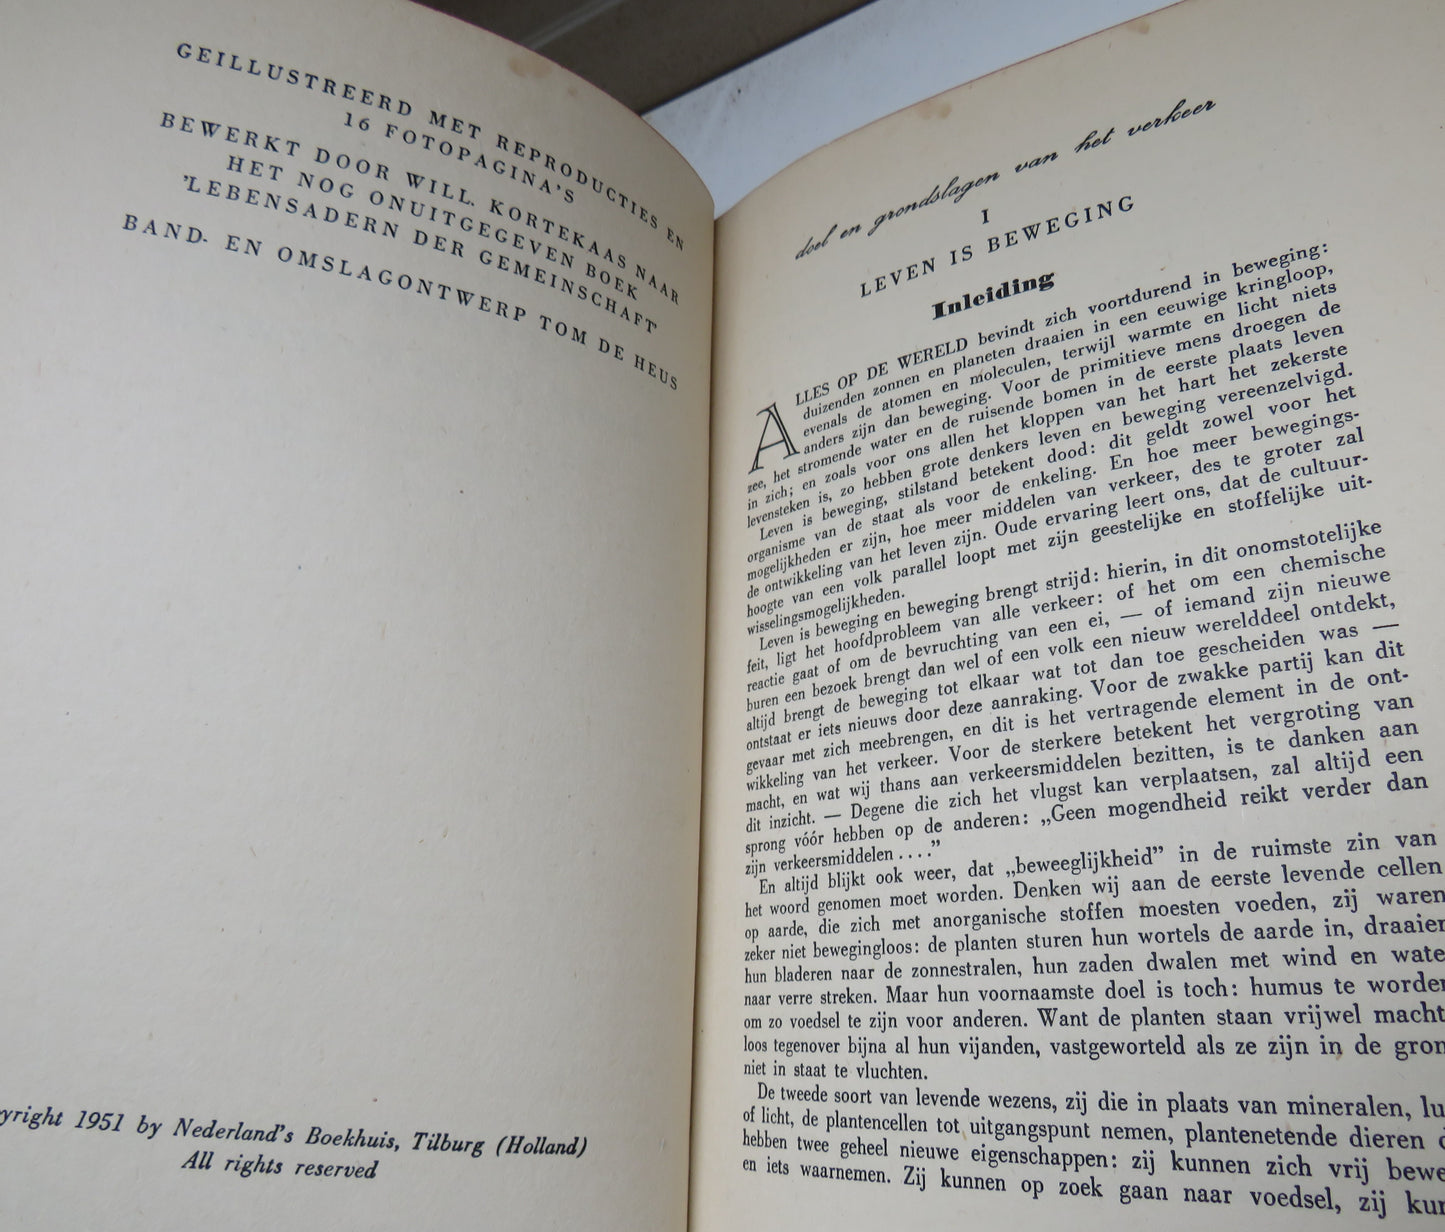 GEILLUSTREERD MET REPRODUCTIES EN
16 FOTOPAGINA'S
BEWERKT DOOR WILL. KORTEKAAS NAAR
HET NOG ONUITGEGEVEN BOEK
'LEBENSADERN DER GEMEINSCHAFT'
BAND- EN OMSLAGONTWERP TOM DE HEUS
yright 1951 by Nederland's Boekhuis, Tilburg (Holland)
All rights reserved
doel en grondslagen van het verkeer
I
LEVEN IS BEWEGING
Inleiding
ALLES OP DE WERELD bevindt zich voortdurend in beweging:
duizenden zonnen en planeten draaien in een eeuwige kringloop,
evenals de atomen en moleculen, terwijl warmte en licht niets
anders zijn dan beweging. Voor de primitieve mens droegen de
zee, het stromende water en de ruisende bomen in de eerste plaats leven
in zich; en zoals voor ons allen het kloppen van het hart het zekerste
levensteken is, zo hebben grote denkers leven en beweging vereenzelvigd.
Leven is beweging, stilstand betekent dood: dit geldt zowel voor het
organisme van de staat als voor de enkeling. En hoe meer bewegings-
mogelijkheden er zijn, hoe meer middelen van verkeer, des te groter zal
de ontwikkeling van het leven zijn. Oude ervaring leert ons, dat de cultuur-
hoogte van een volk parallel loopt met zijn geestelijke en stoffelijke uit-
wisselingsmogelijkheden.
Leven is beweging en beweging brengt strijd: hierin, in dit onomstotelijke
feit, ligt het hoofdprobleem van alle verkeer: of het om een chemische
reactie gaat of om de bevruchting van een ei, — of iemand zijn nieuwe
buren een bezoek brengt dan wel of een volk een nieuw werelddeel ontdekt,
altijd brengt de beweging tot elkaar wat tot dan toe gescheiden was —
ontstaat er iets nieuws door deze aanraking. Voor de zwakke partij kan dit
gevaar met zich meebrengen, en dit is het vertragende element in de ont-
wikkeling van het verkeer. Voor de sterkere betekent het vergroting van
macht, en wat wij thans aan verkeersmiddelen bezitten, is te danken aan
dit inzicht. — Degene die zich het vlugst kan verplaatsen, zal altijd een
sprong vóór hebben op de anderen: „Geen mogendheid reikt verder dan
zijn verkeersmiddelen . . . ."
En altijd blijkt ook weer, dat „beweeglijkheid" in de ruimste zin van
het woord genomen moet worden. Denken wij aan de eerste levende cellen
op aarde, die zich met anorganische stoffen moesten voeden, zij waren
zeker niet bewegingloos: de planten sturen hun wortels de aarde in, draaien
hun bladeren naar de zonnestralen, hun zaden dwalen met wind en wate
naar verre streken. Maar hun voornaamste doel is toch: humus te worden
om zo voedsel te zijn voor anderen. Want de planten staan vrijwel macht
loos tegenover bijna al hun vijanden, vastgeworteld als ze zijn in de gron
niet in staat te vluchten.
De tweede soort van levende wezens, zij die in plaats van mineralen, lu
of licht, de plantencellen tot uitgangspunt nemen, plantenetende dieren d
hebben twee geheel nieuwe eigenschappen: zij kunnen zich vrij bewe
en iets waarnemen. Zij kunnen op zoek gaan naar voedsel, zij kun